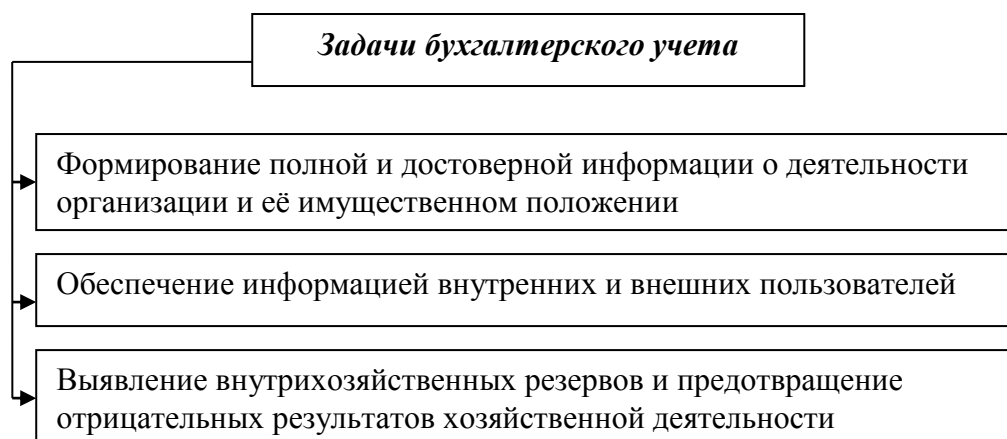 Задачи бухгалтерского учета
Формирование полной и достоверной информации о деятельности
организации и её имущественном положении
Обеспечение информацией внутренних и внешних пользователей
Выявление внутрихозяйственных резервов и предотвращение
отрицательных результатов хозяйственной деятельности